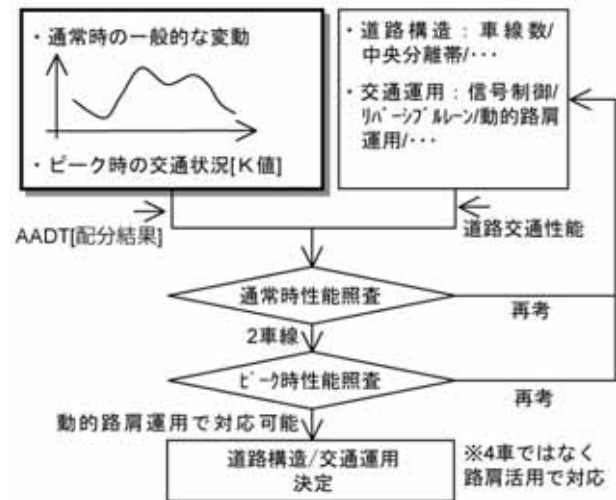 ・通常時の一般的な変動
・ピーク時の交通状況[K値]
・道路構造：車線数/
中央分離帯/･･･
・交通運用：信号制御/
ﾘﾊﾞｰｼﾌﾞﾙﾚｰﾝ/動的路肩
運用/･･･
AADT[配分結果]
道路交通性能
通常時性能照査
再考
2車線
ﾋﾟｰｸ時性能照査
再考
動的路肩運用で対応可能
道路構造/交通運用
決定
※4車ではなく
路肩活用で対応